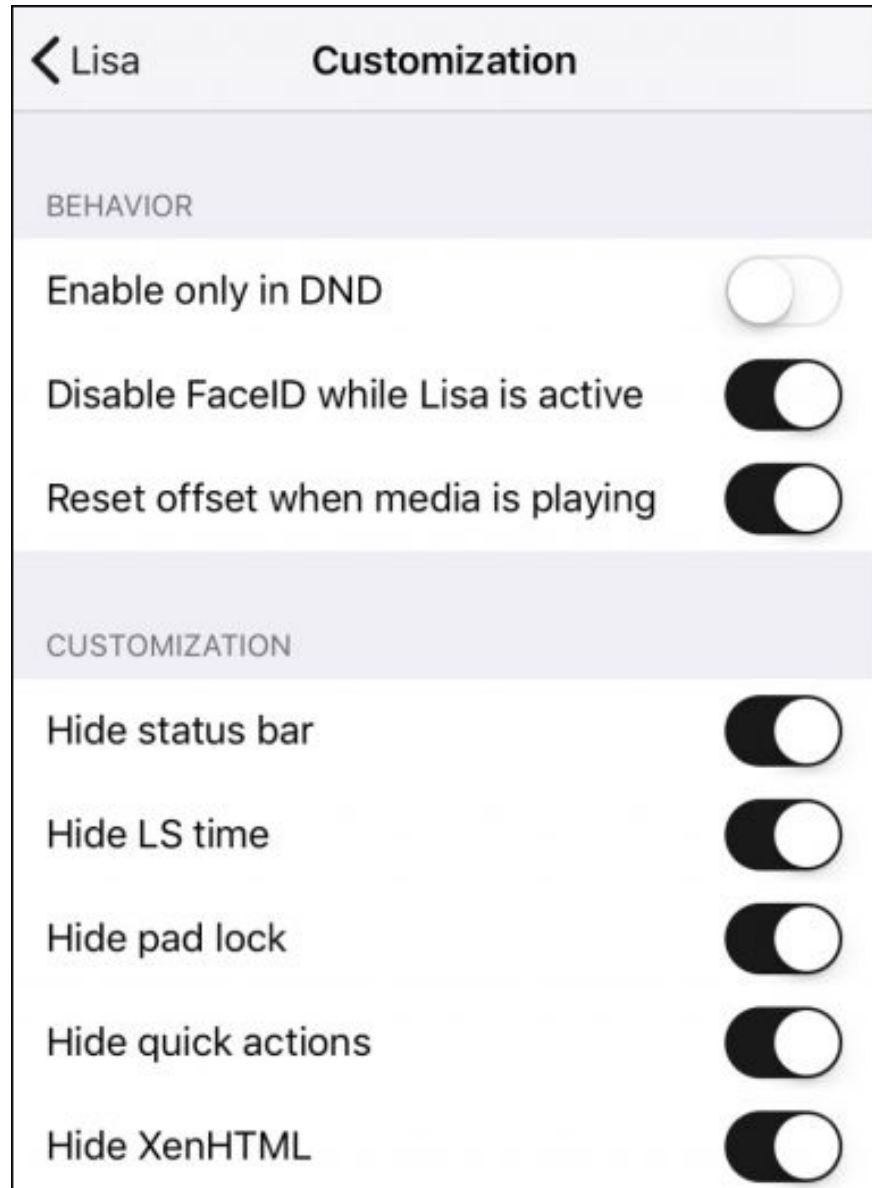 Lisa
Customization
BEHAVIOR
Enable only in DND
Disable FaceID while Lisa is active
Reset offset when media is playing
CUSTOMIZATION
Hide status bar
Hide LS time
Hide pad lock
Hide quick actions
Hide XenHTML